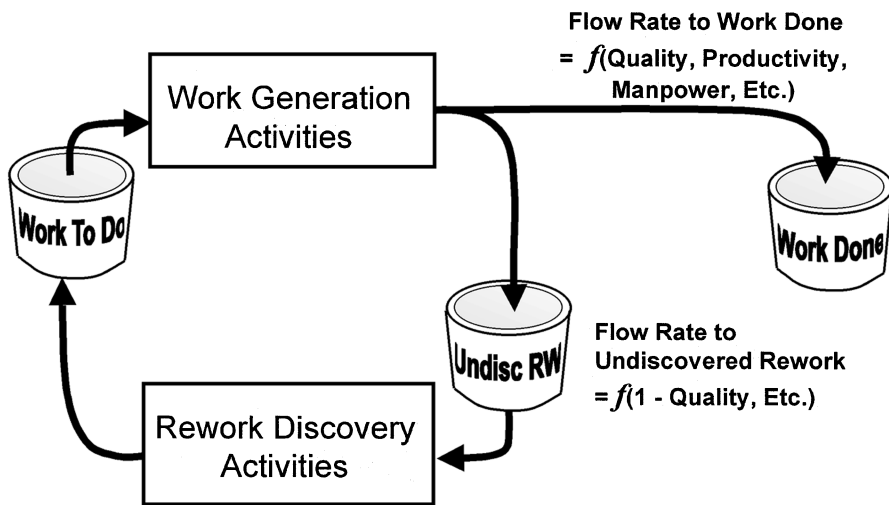 Flow Rate to Work Done
= f(Quality, Productivity,
Manpower, Etc.)
Work Generation
Activities
Work To Do
Work Done
Undisc RW
Flow Rate to
Undiscovered Rework
= f(1 - Quality, Etc.)
Rework Discovery
Activities